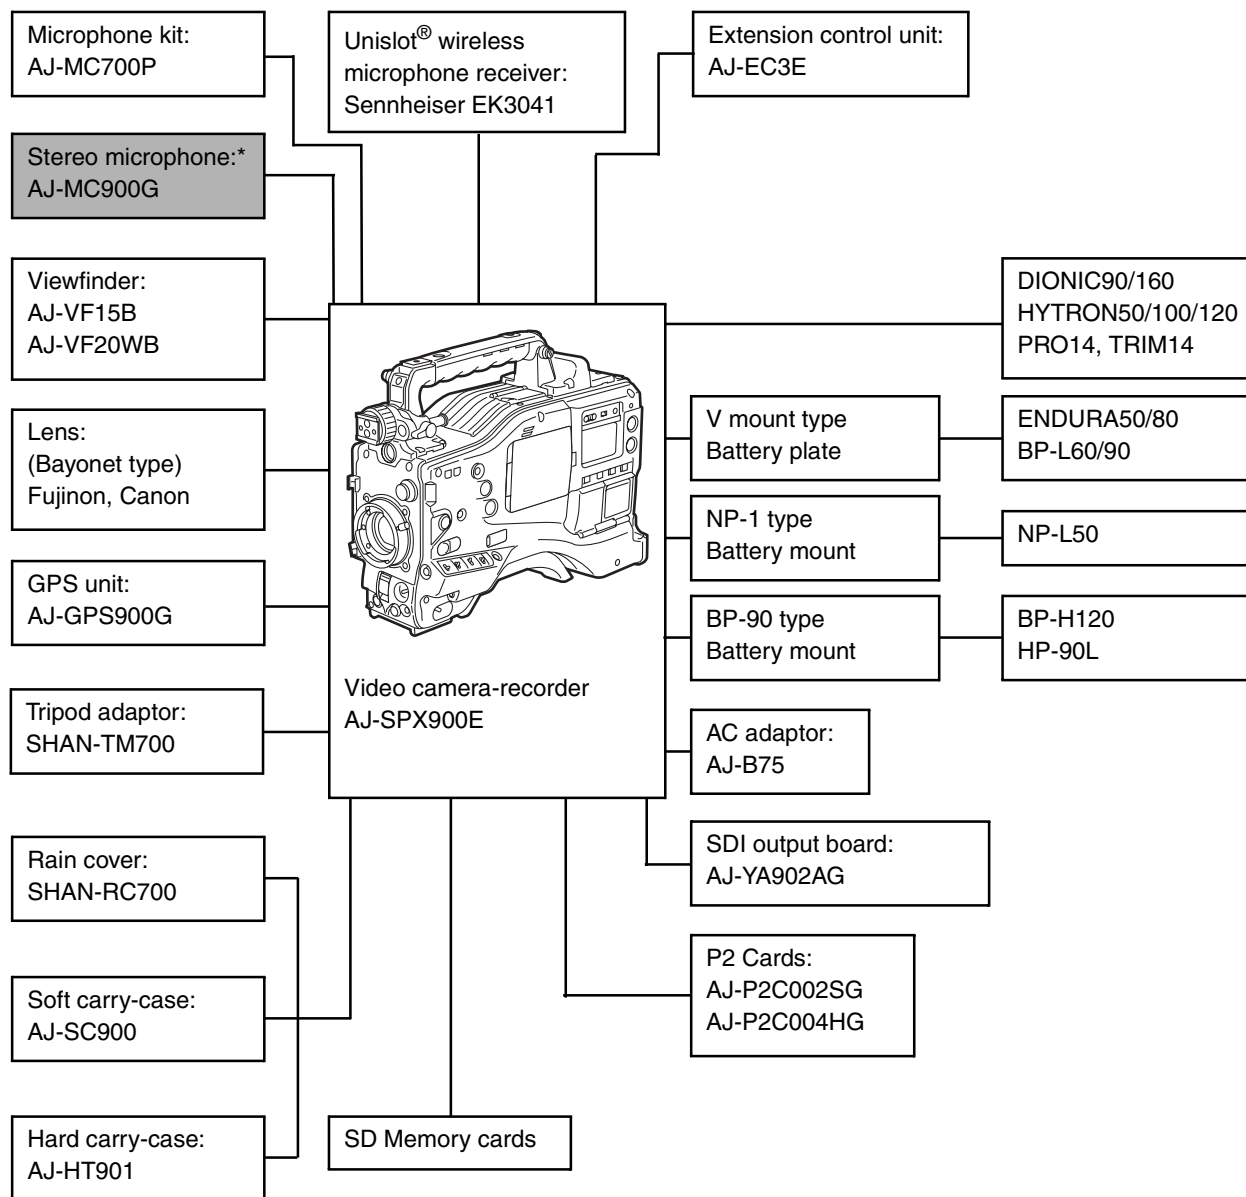 Microphone kit:
AJ-MC700P
Unislot® wireless
microphone receiver:
Sennheiser EK3041
Extension control unit:
AJ-EC3E
Stereo microphone:*
AJ-MC900G
Viewfinder:
AJ-VF15B
AJ-VF20WB
DIONIC90/160
HYTRON50/100/120
PRO14, TRIM14
Lens:
(Bayonet type)
Fujinon, Canon
V mount type
Battery plate
ENDURA50/80
BP-L60/90
NP-1 type
Battery mount
NP-L50
GPS unit:
AJ-GPS900G
BP-90 type
Battery mount
BP-H120
HP-90L
Video camera-recorder
AJ-SPX900E
Tripod adaptor:
SHAN-TM700
AC adaptor:
AJ-B75
Rain cover:
SHAN-RC700
SDI output board:
AJ-YA902AG
Soft carry-case:
AJ-SC900
P2 Cards:
AJ-P2C002SG
AJ-P2C004HG
Hard carry-case:
AJ-HT901
SD Memory cards